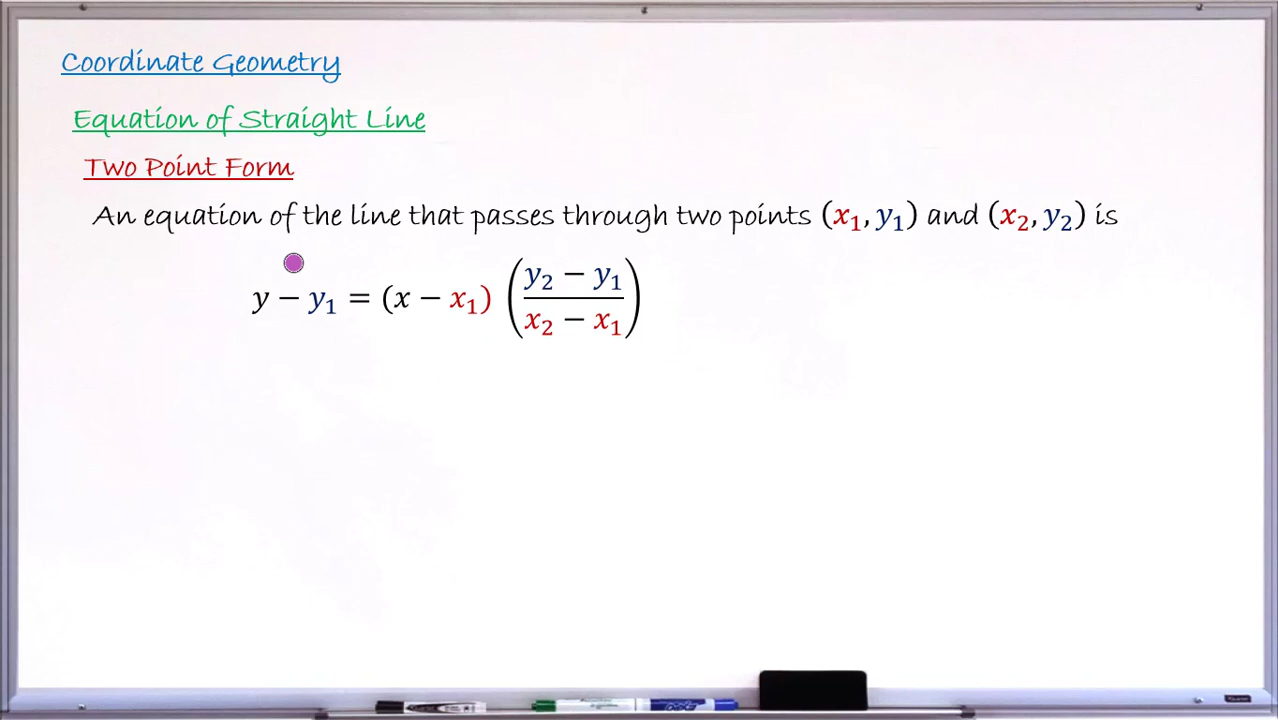 Coordinate Geometry
Equation of Straight Line
Two Point Form
An equation of the line that passes through two points (x₁, y₁) and (x₂, y₂) is
y − y₁ = (x − x₁) ((y₂ − y₁)/(x₂ − x₁))